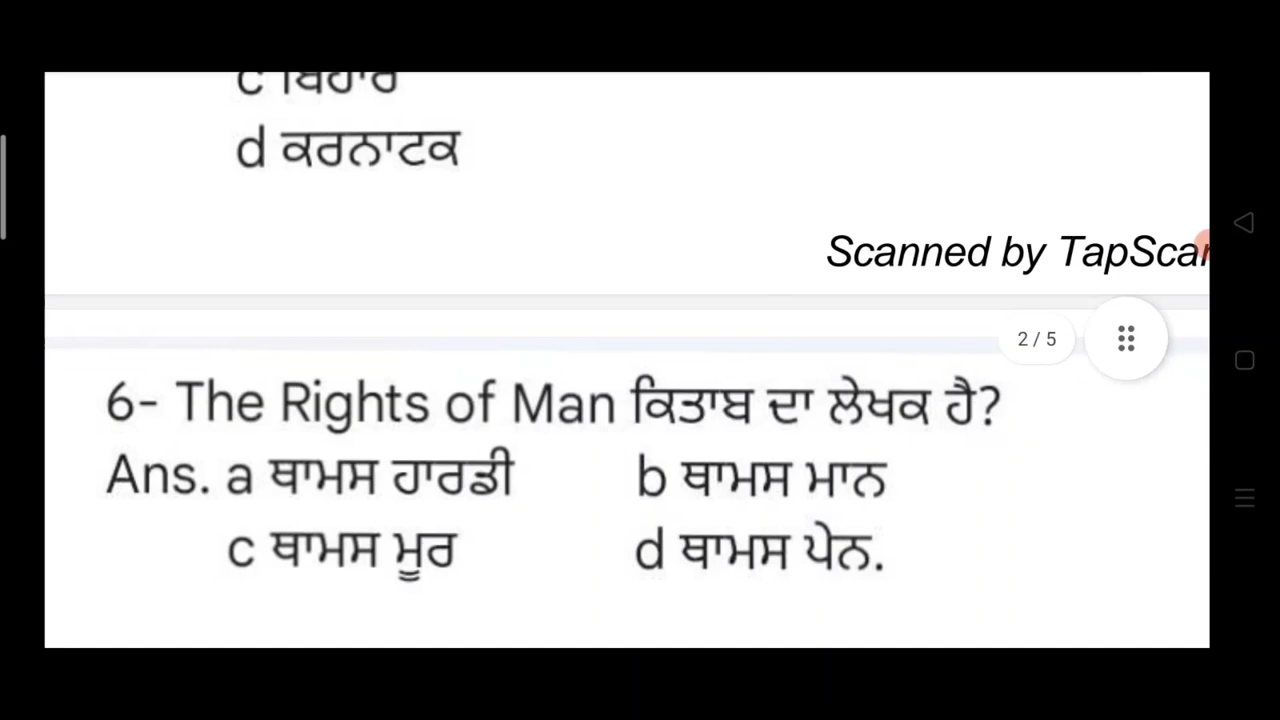 c ਬਿਹਾਰ
d ਕਰਨਾਟਕ
Scanned by TapScan
2 / 5
6- The Rights of Man ਕਿਤਾਬ ਦਾ ਲੇਖਕ ਹੈ?
Ans. a ਥਾਮਸ ਹਾਰਡੀ b ਥਾਮਸ ਮਾਨ
c ਥਾਮਸ ਮੂਰ d ਥਾਮਸ ਪੇਨ.